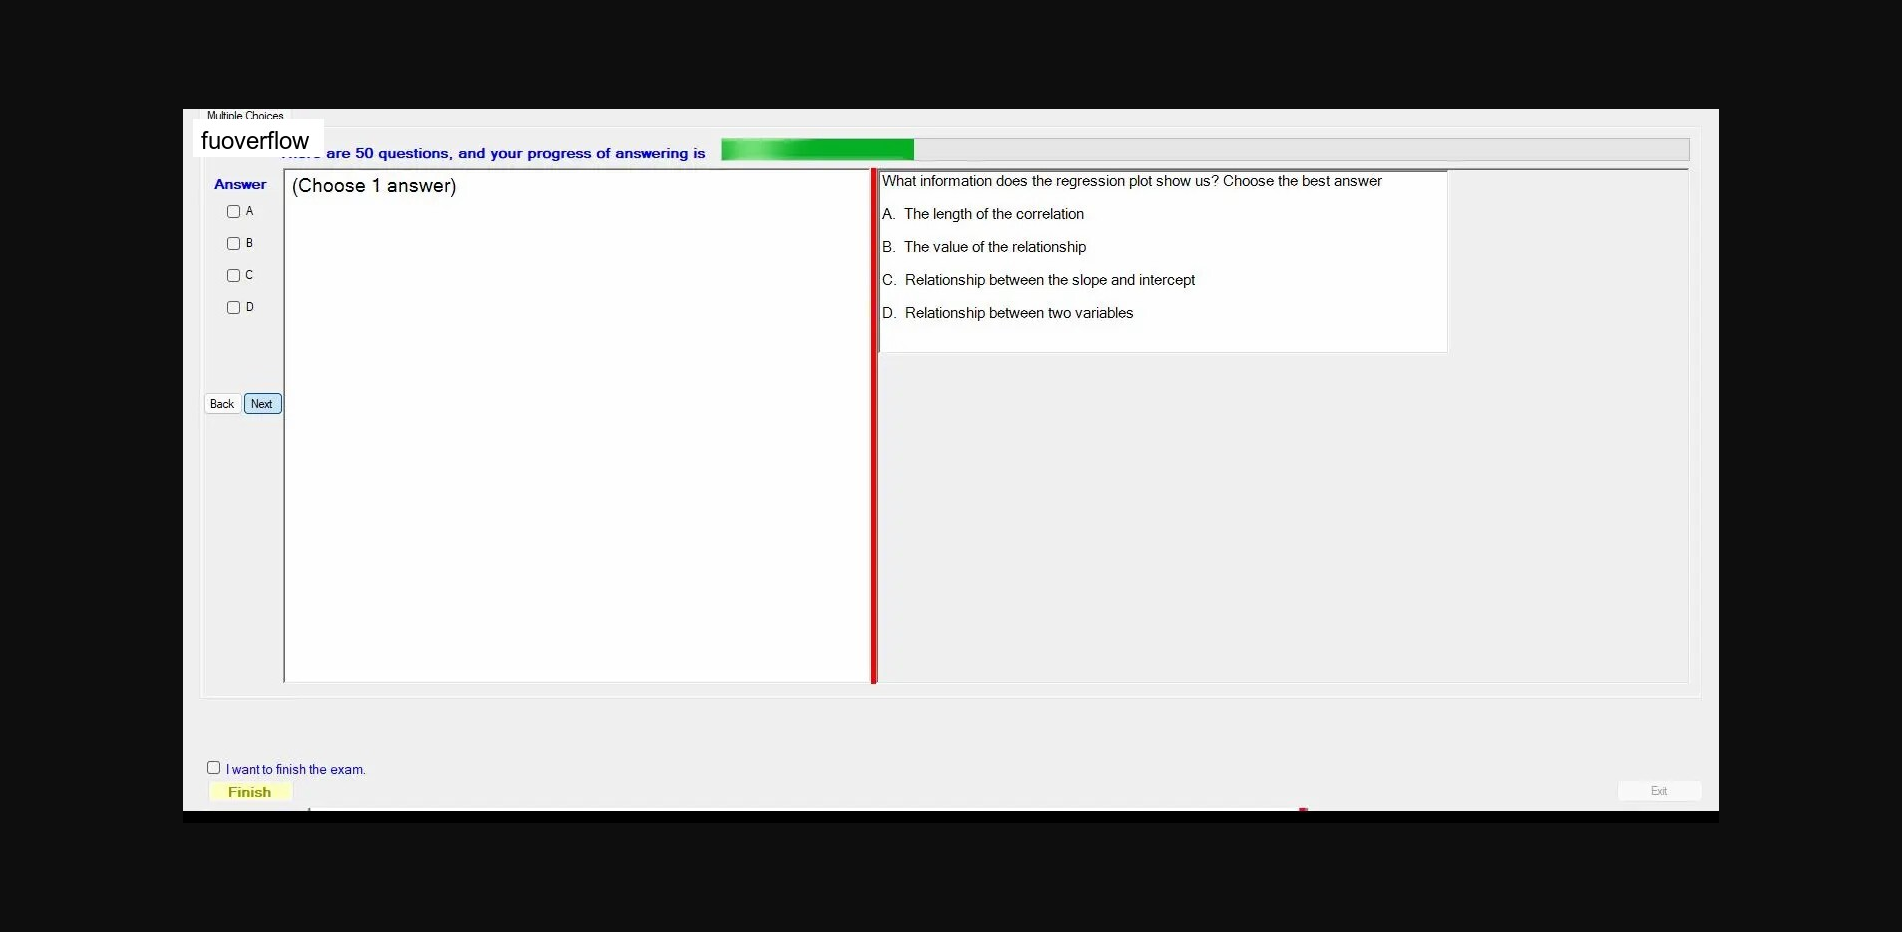 Multiple Choices
fuoverflow
are 50 questions, and your progress of answering is
Answer
(Choose 1 answer)
A
B
C
D
Back Next
What information does the regression plot show us? Choose the best answer
A. The length of the correlation
B. The value of the relationship
C. Relationship between the slope and intercept
D. Relationship between two variables
I want to finish the exam.
Finish
Exit